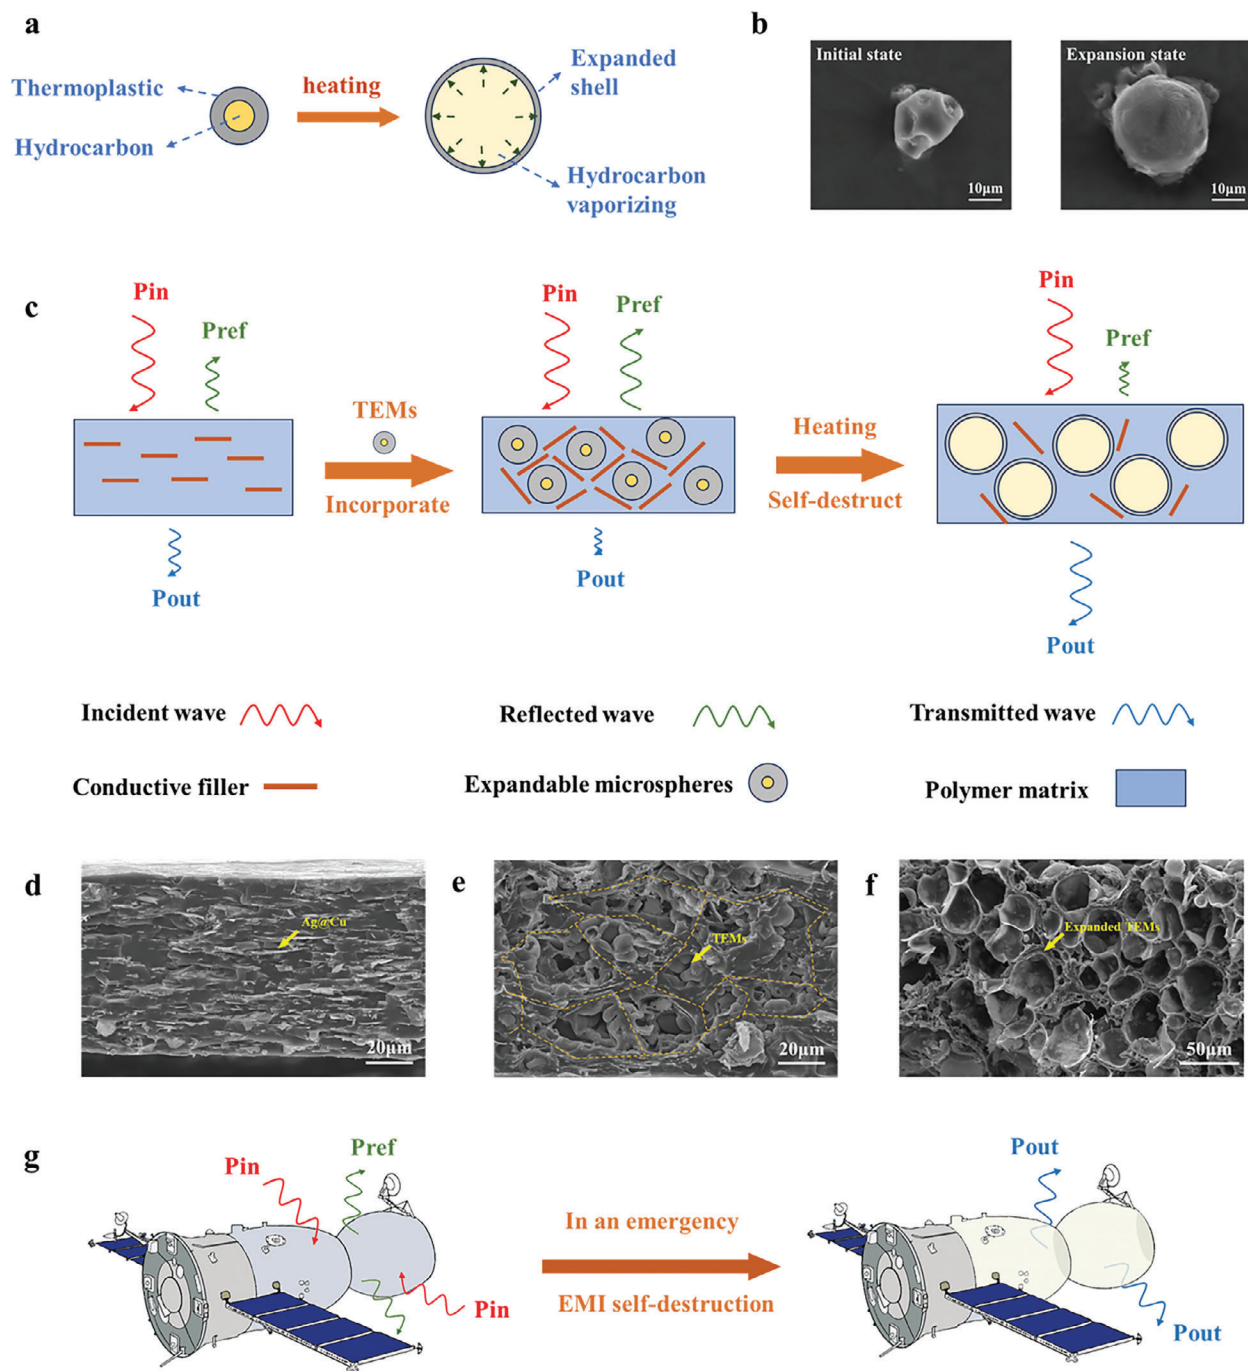 a
Thermoplastic
Hydrocarbon
heating
Expanded
shell
Hydrocarbon
vaporizing
b
Initial state
10μm
Expansion state
10μm
c
Pin
Pref
Pout
TEMs
Incorporate
Pin
Pref
Pout
Heating
Self-destruct
Pin
Pref
Pout
Incident wave
Reflected wave
Transmitted wave
Conductive filler
Expandable microspheres
Polymer matrix
d
Ag@Cu
20μm
e
TEMs
20μm
f
Expanded TEMs
50μm
g
Pin
Pref
Pin
In an emergency
EMI self-destruction
Pout
Pout